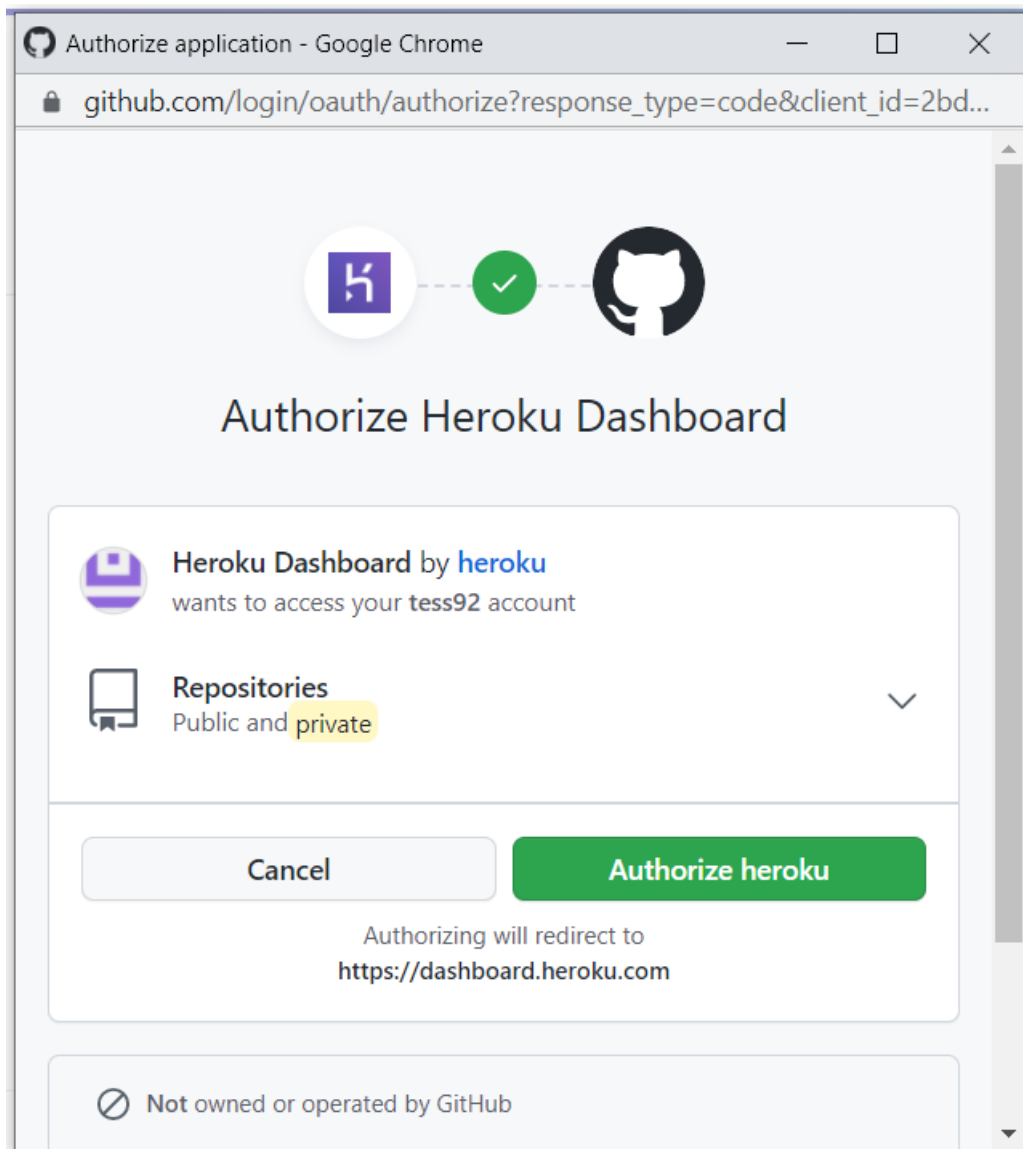 Authorize application - Google Chrome
github.com/login/oauth/authorize?response_type=code&client_id=2bd...
Authorize Heroku Dashboard
Heroku Dashboard by heroku
wants to access your tess92 account
Repositories
Public and private
Cancel
Authorize heroku
Authorizing will redirect to
https://dashboard.heroku.com
Not owned or operated by GitHub